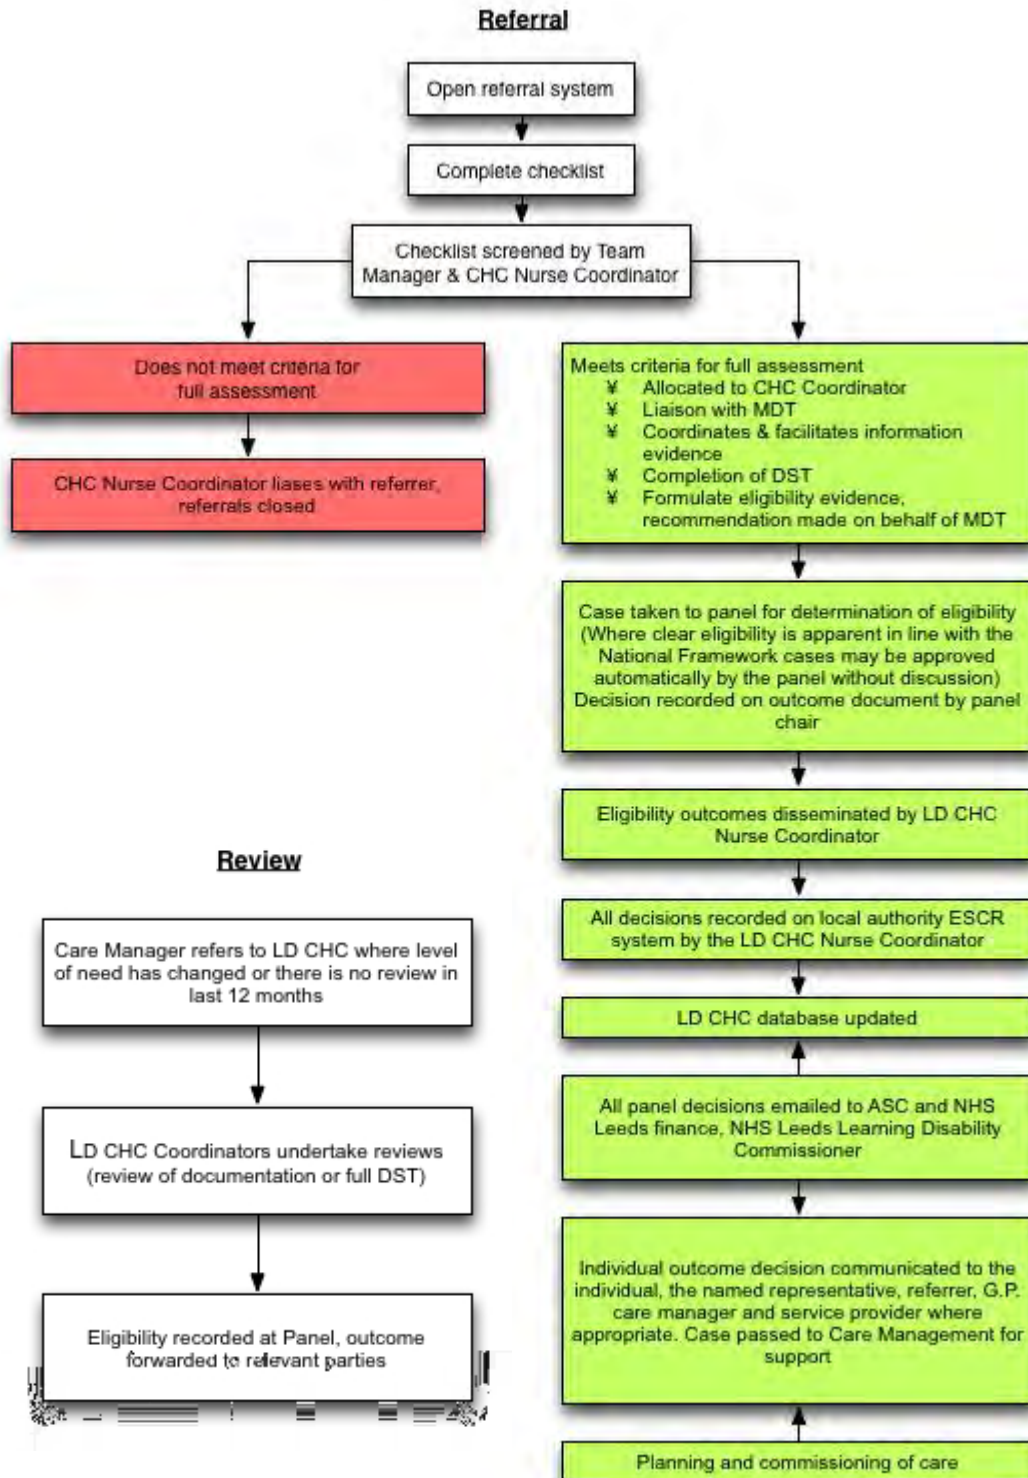 Referral
Open referral system
Complete checklist
Checklist screened by Team
Manager & CHC Nurse Coordinator
Does not meet criteria for
full assessment
CHC Nurse Coordinator liases with referrer,
referrals closed
Meets criteria for full assessment
¥ Allocated to CHC Coordinator
¥ Liaison with MDT
¥ Coordinates & facilitates information
evidence
¥ Completion of DST
¥ Formulate eligibility evidence,
recommendation made on behalf of MDT
Case taken to panel for determination of eligibility
(Where clear eligibility is apparent in line with the
National Framework cases may be approved
automatically by the panel without discussion)
Decision recorded on outcome document by panel
chair
Eligibility outcomes disseminated by LD CHC
Nurse Coordinator
All decisions recorded on local authority ESCR
system by the LD CHC Nurse Coordinator
LD CHC database updated
All panel decisions emailed to ASC and NHS
Leeds finance, NHS Leeds Learning Disability
Commissioner
Individual outcome decision communicated to the
individual, the named representative, referrer, G.P.
care manager and service provider where
appropriate. Case passed to Care Management for
support
Planning and commissioning of care
Review
Care Manager refers to LD CHC where level
of need has changed or there is no review in
last 12 months
LD CHC Coordinators undertake reviews
(review of documentation or full DST)
Eligibility recorded at Panel, outcome
forwarded to relevant parties